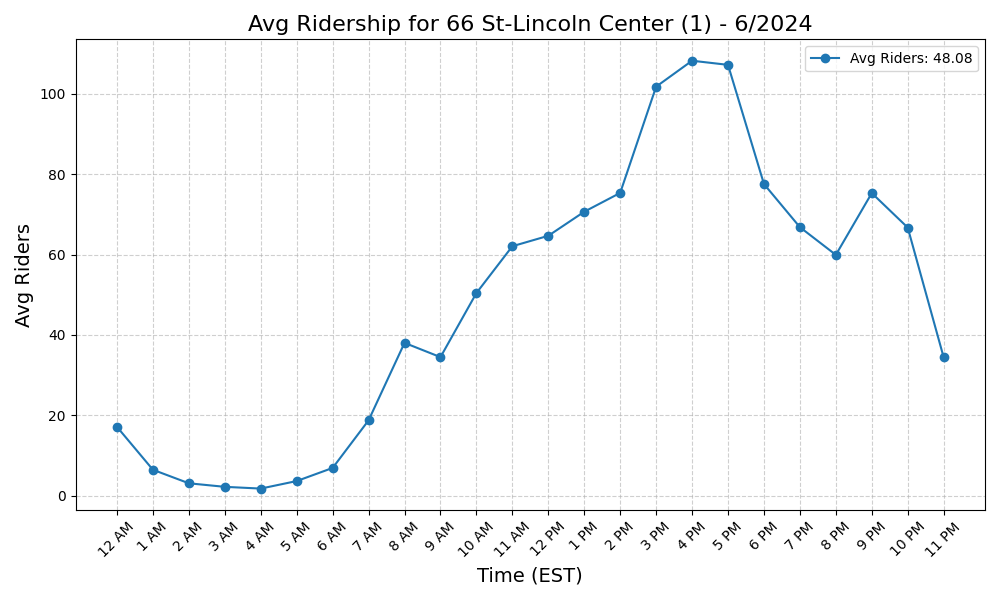 Avg Ridership for 66 St-Lincoln Center (1) - 6/2024
Avg Riders: 48.08
Avg Riders
100
80
60
40
20
0
12 AM 1 AM 2 AM 3 AM 4 AM 5 AM 6 AM 7 AM 8 AM 9 AM 10 AM 11 AM 12 PM 1 PM 2 PM 3 PM 4 PM 5 PM 6 PM 7 PM 8 PM 9 PM 10 PM 11 PM
Time (EST)